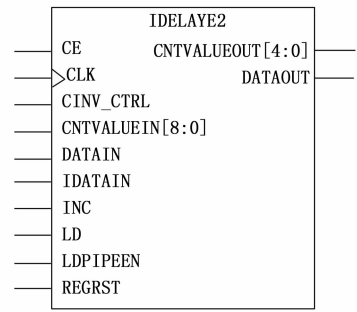 IDELAYE2
CE
CNTVALUEOUT[4:0]
CLK
DATAOUT
CINV_CTRL
CNTVALUEIN[8:0]
DATAIN
IDATAIN
INC
LD
LDPIPEEN
REGRST